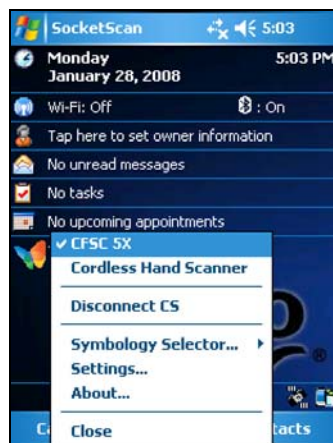 SocketScan 5:03
Monday 5:03 PM
January 28, 2008
Wi-Fi: Off : On
Tap here to set owner information
No unread messages
No tasks
No upcoming appointments
✓ CFSC 5X
Cordless Hand Scanner
Disconnect CS
Symbology Selector...
Settings...
About...
Close